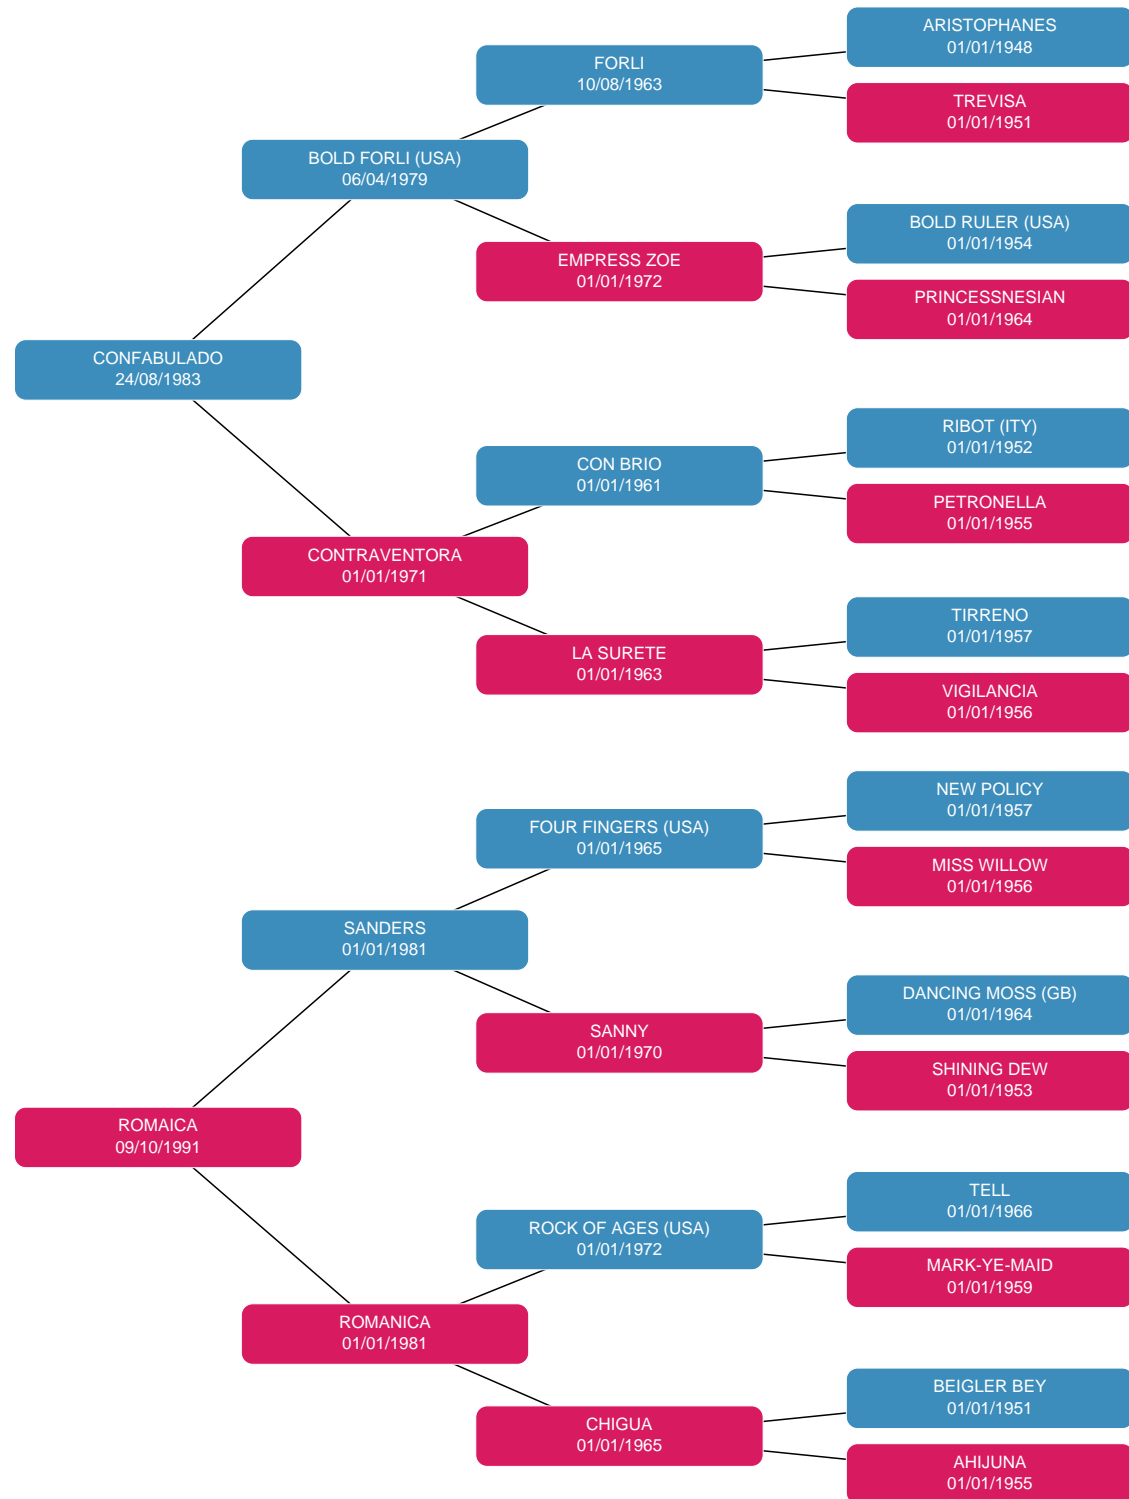 ARISTOPHANES
01/01/1948
FORLI
10/08/1963
TREVISA
01/01/1951
BOLD FORLI (USA)
06/04/1979
BOLD RULER (USA)
01/01/1954
EMPRESS ZOE
01/01/1972
PRINCESSNESIAN
01/01/1964
CONFABULADO
24/08/1983
RIBOT (ITY)
01/01/1952
CON BRIO
01/01/1961
PETRONELLA
01/01/1955
CONTRAVENTORA
01/01/1971
TIRRENO
01/01/1957
LA SURETE
01/01/1963
VIGILANCIA
01/01/1956
NEW POLICY
01/01/1957
FOUR FINGERS (USA)
01/01/1965
MISS WILLOW
01/01/1956
SANDERS
01/01/1981
DANCING MOSS (GB)
01/01/1964
SANNY
01/01/1970
SHINING DEW
01/01/1953
ROMAICA
09/10/1991
TELL
01/01/1966
ROCK OF AGES (USA)
01/01/1972
MARK-YE-MAID
01/01/1959
ROMANICA
01/01/1981
BEIGLER BEY
01/01/1951
CHIGUA
01/01/1965
AHIJUNA
01/01/1955